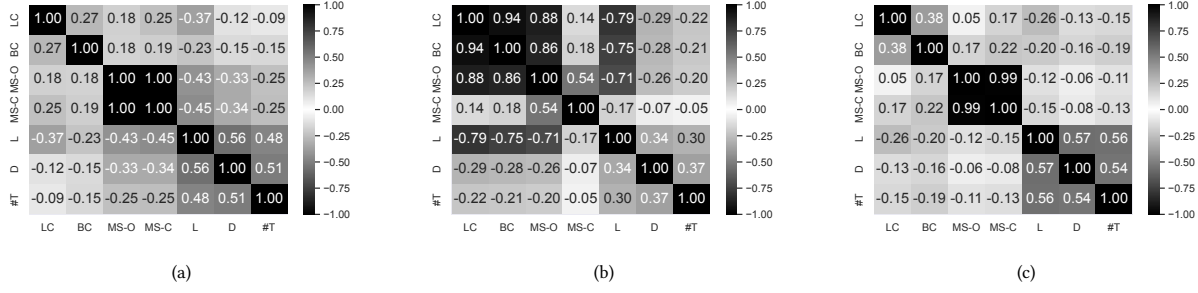 LC 1.00 0.27 0.18 0.25 -0.37 -0.12 -0.09
BC 0.27 1.00 0.18 0.19 -0.23 -0.15 -0.15
MS-O 0.18 0.18 1.00 1.00 -0.43 -0.33 -0.25
MS-C 0.25 0.19 1.00 1.00 -0.45 -0.34 -0.25
L -0.37 -0.23 -0.43 -0.45 1.00 0.56 0.48
D -0.12 -0.15 -0.33 -0.34 0.56 1.00 0.51
#T -0.09 -0.15 -0.25 -0.25 0.48 0.51 1.00
LC BC MS-O MS-C L D #T
1.00
0.75
0.50
0.25
0.00
−0.25
−0.50
−0.75
−1.00
(a)
LC 1.00 0.94 0.88 0.14 -0.79 -0.29 -0.22
BC 0.94 1.00 0.86 0.18 -0.75 -0.28 -0.21
MS-O 0.88 0.86 1.00 0.54 -0.71 -0.26 -0.20
MS-C 0.14 0.18 0.54 1.00 -0.17 -0.07 -0.05
L -0.79 -0.75 -0.71 -0.17 1.00 0.34 0.30
D -0.29 -0.28 -0.26 -0.07 0.34 1.00 0.37
#T -0.22 -0.21 -0.20 -0.05 0.30 0.37 1.00
LC BC MS-O MS-C L D #T
1.00
0.75
0.50
0.25
0.00
−0.25
−0.50
−0.75
−1.00
(b)
LC 1.00 0.38 0.05 0.17 -0.26 -0.13 -0.15
BC 0.38 1.00 0.17 0.22 -0.20 -0.16 -0.19
MS-O 0.05 0.17 1.00 0.99 -0.12 -0.06 -0.11
MS-C 0.17 0.22 0.99 1.00 -0.15 -0.08 -0.13
L -0.26 -0.20 -0.12 -0.15 1.00 0.57 0.56
D -0.13 -0.16 -0.06 -0.08 0.57 1.00 0.54
#T -0.15 -0.19 -0.11 -0.13 0.56 0.54 1.00
LC BC MS-O MS-C L D #T
1.00
0.75
0.50
0.25
0.00
−0.25
−0.50
−0.75
−1.00
(c)